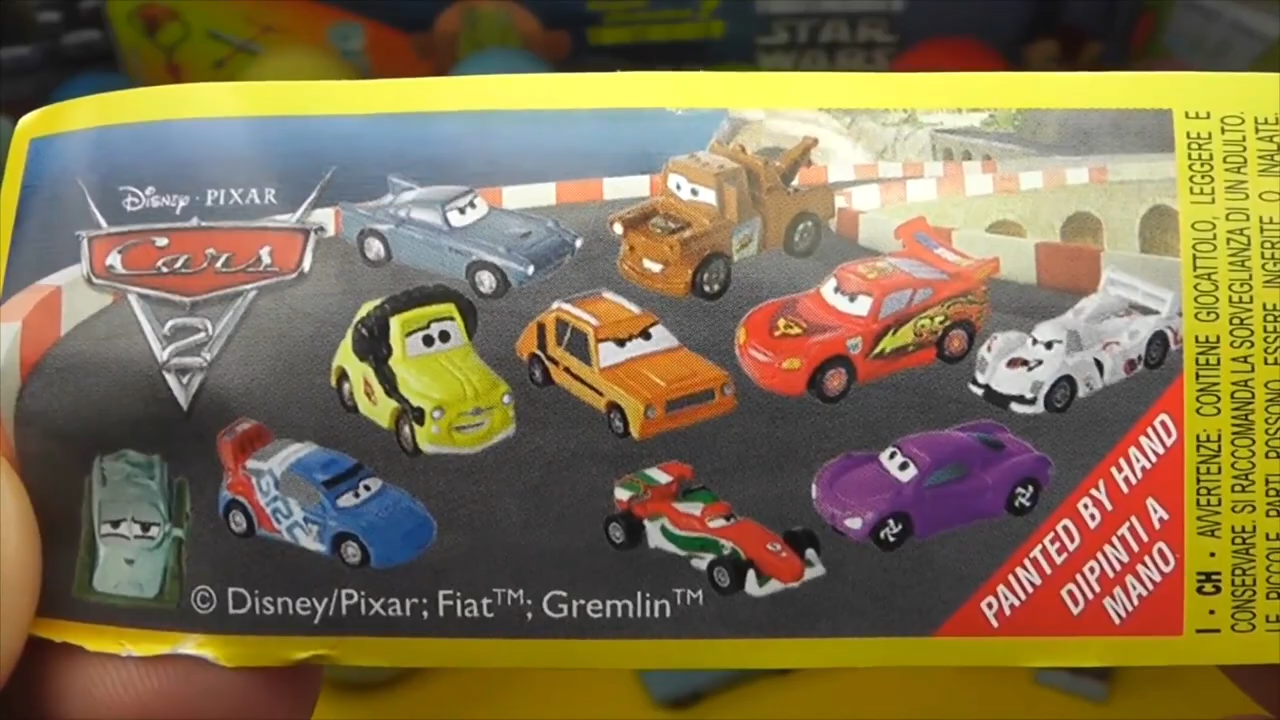 STAR
WARS
Disney · PIXAR
Cars
2
© Disney/Pixar; Fiat™; Gremlin™
PAINTED BY HAND
DIPINTI A
MANO.
I · CH · AVVERTENZE: CONTIENE GIOCATTOLO, LEGGERE E
CONSERVARE. SI RACCOMANDA LA SORVEGLIANZA DI UN ADULTO.
LE PICCOLE PARTI POSSONO ESSERE INGERITE O INALATE.